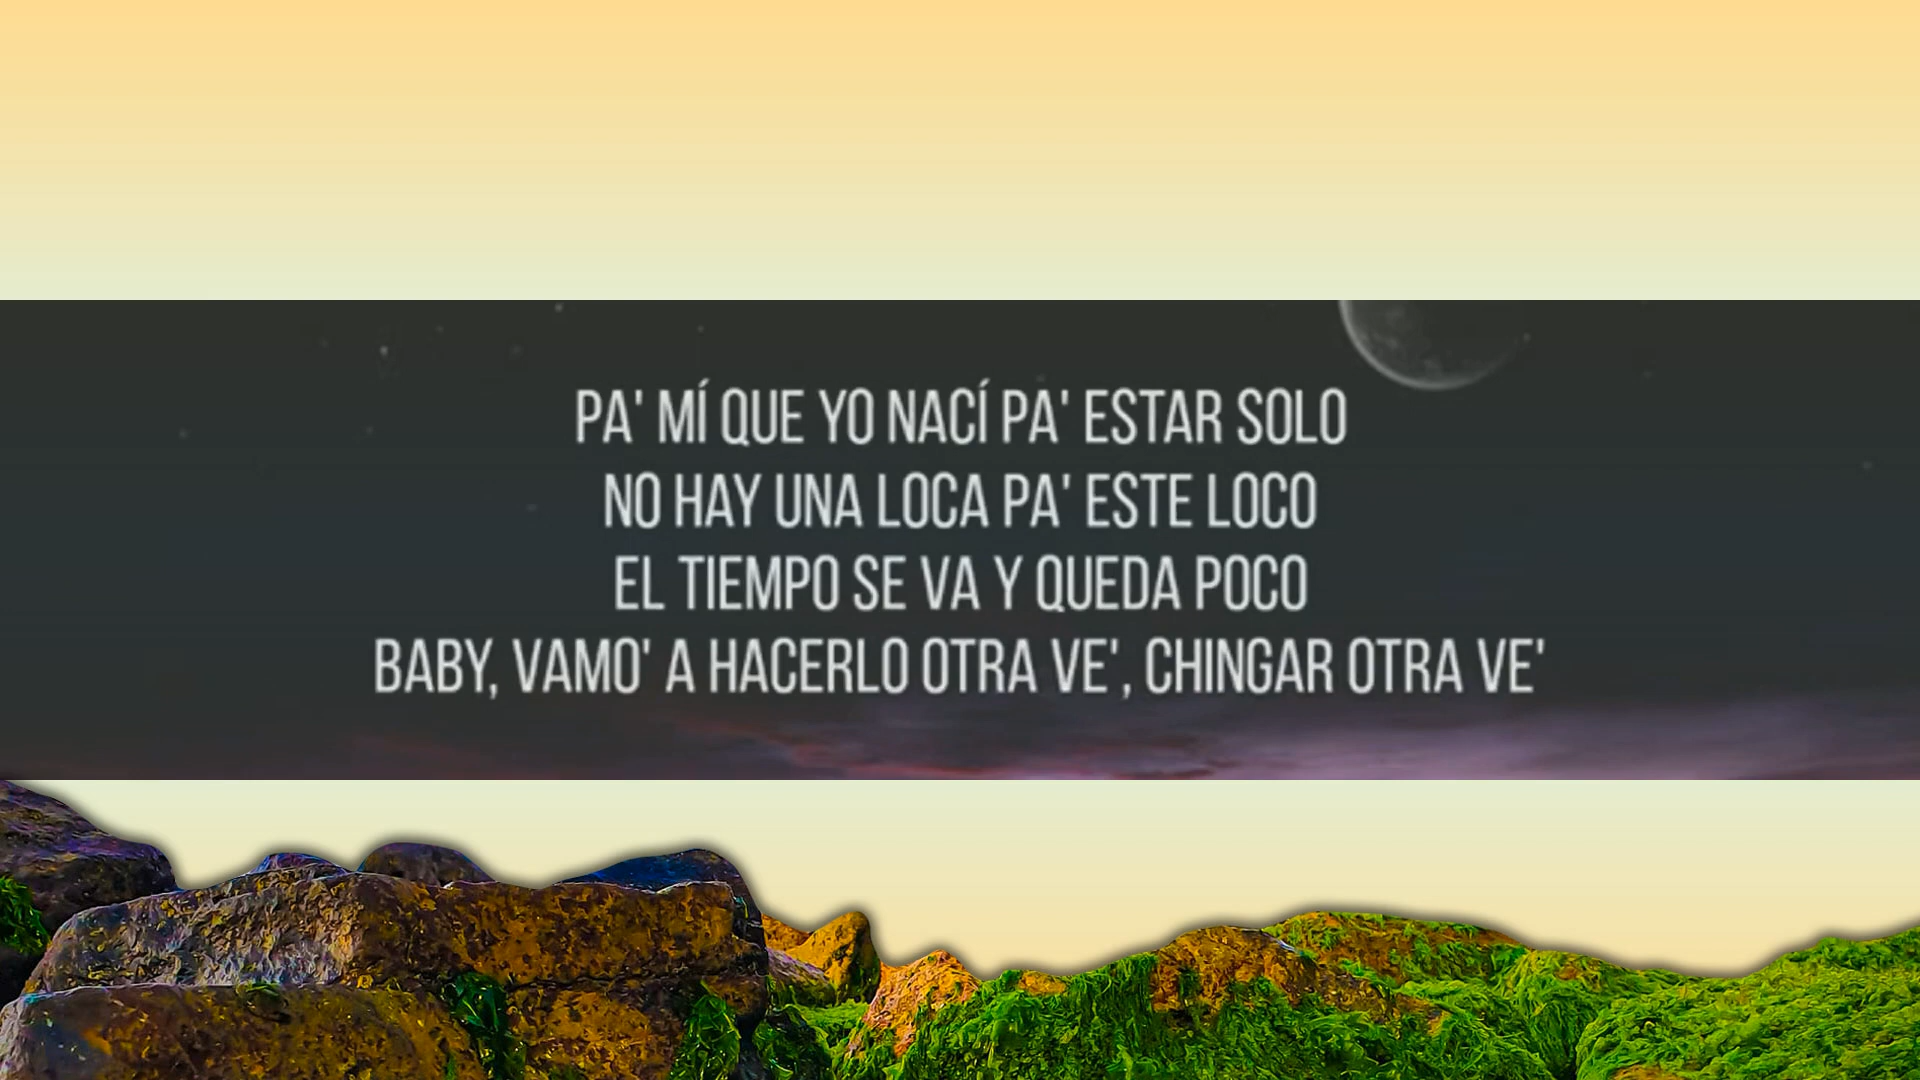 PA' MÍ QUE YO NACÍ PA' ESTAR SOLO
NO HAY UNA LOCA PA' ESTE LOCO
EL TIEMPO SE VA Y QUEDA POCO
BABY, VAMO' A HACERLO OTRA VE', CHINGAR OTRA VE'